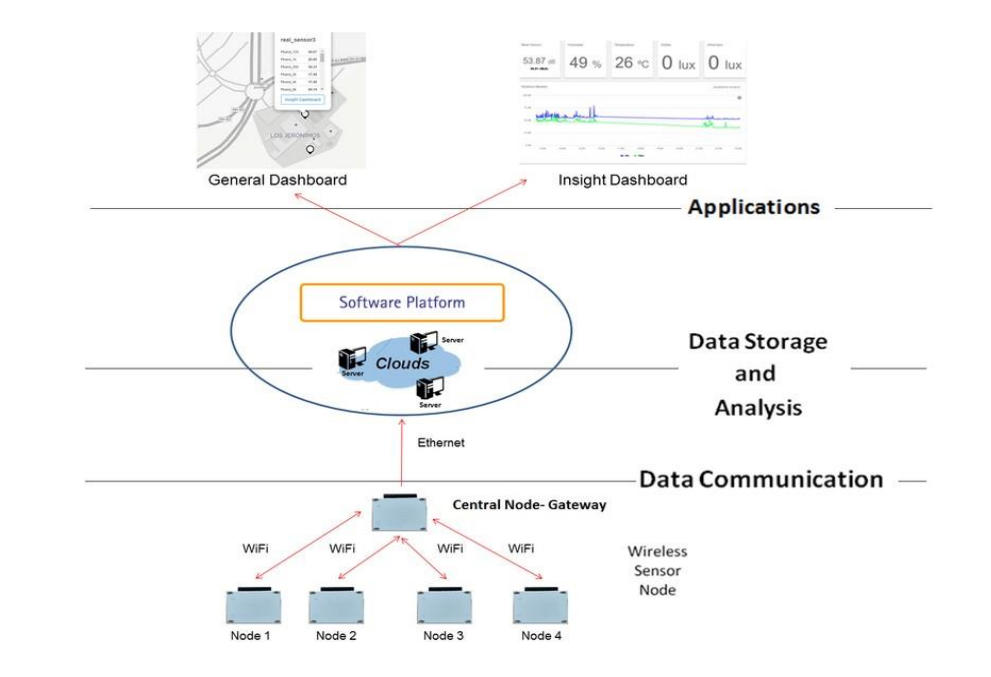 real_sensor3
Insight Dashboard
LOS JERÓNIMOS
53.87 dB
49 %
26 ºC
0 lux
0 lux
General Dashboard
Insight Dashboard
Applications
Software Platform
Server
Clouds
Server
Server
Data Storage
and
Analysis
Ethernet
Data Communication
Central Node- Gateway
WiFi WiFi WiFi WiFi
Wireless
Sensor
Node
Node 1 Node 2 Node 3 Node 4